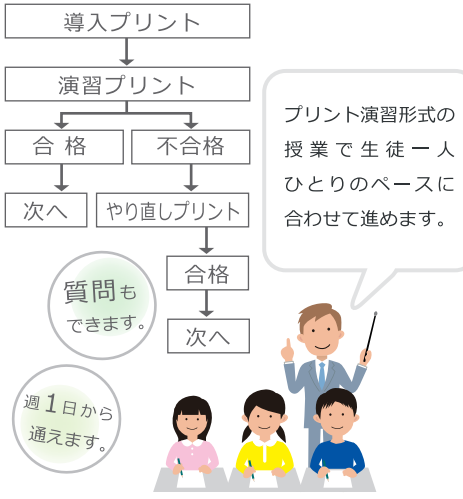 導入プリント
演習プリント
合格
不合格
次へ
やり直しプリント
合格
次へ
プリント演習形式の
授業で生徒一人
ひとりのペースに
合わせて進めます。
質問も
できます。
週1日から
通えます。